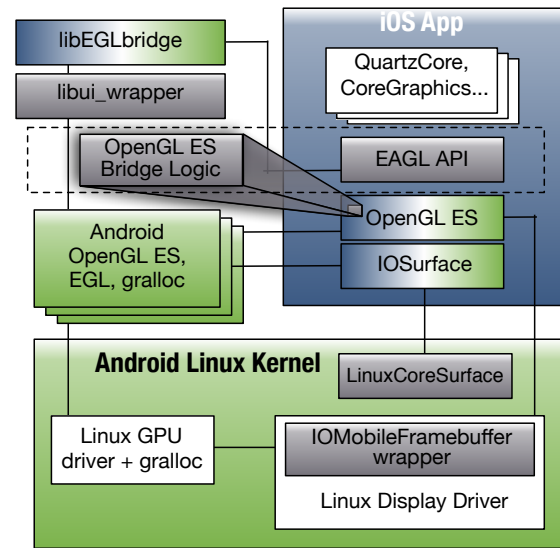 libEGLbridge
iOS App
QuartzCore,
CoreGraphics...
libui_wrapper
OpenGL ES
Bridge Logic
EAGL API
OpenGL ES
Android
OpenGL ES,
EGL, gralloc
IOSurface
Android Linux Kernel
LinuxCoreSurface
Linux GPU
driver + gralloc
IOMobileFramebuffer
wrapper
Linux Display Driver